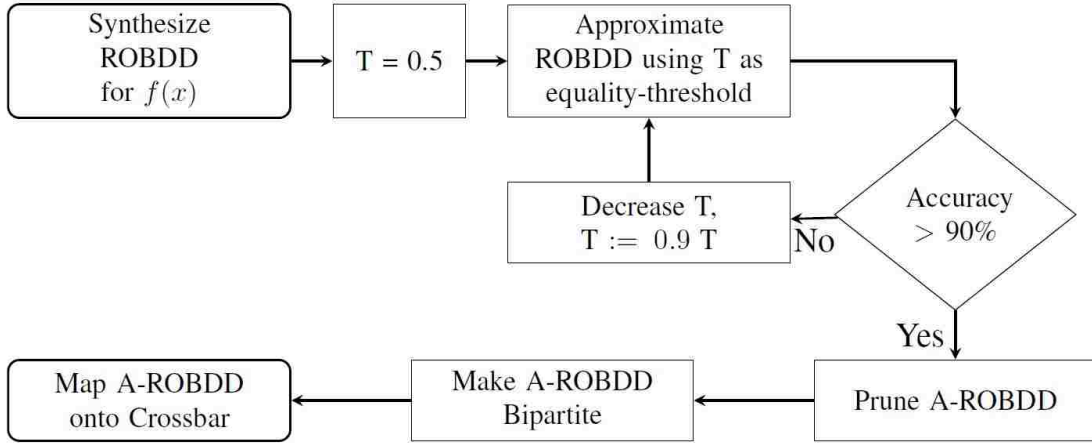 Synthesize
ROBDD
for f(x)
T = 0.5
Approximate
ROBDD using T as
equality-threshold
Decrease T,
T := 0.9 T
No
Accuracy
> 90%
Yes
Prune A-ROBDD
Make A-ROBDD
Bipartite
Map A-ROBDD
onto Crossbar